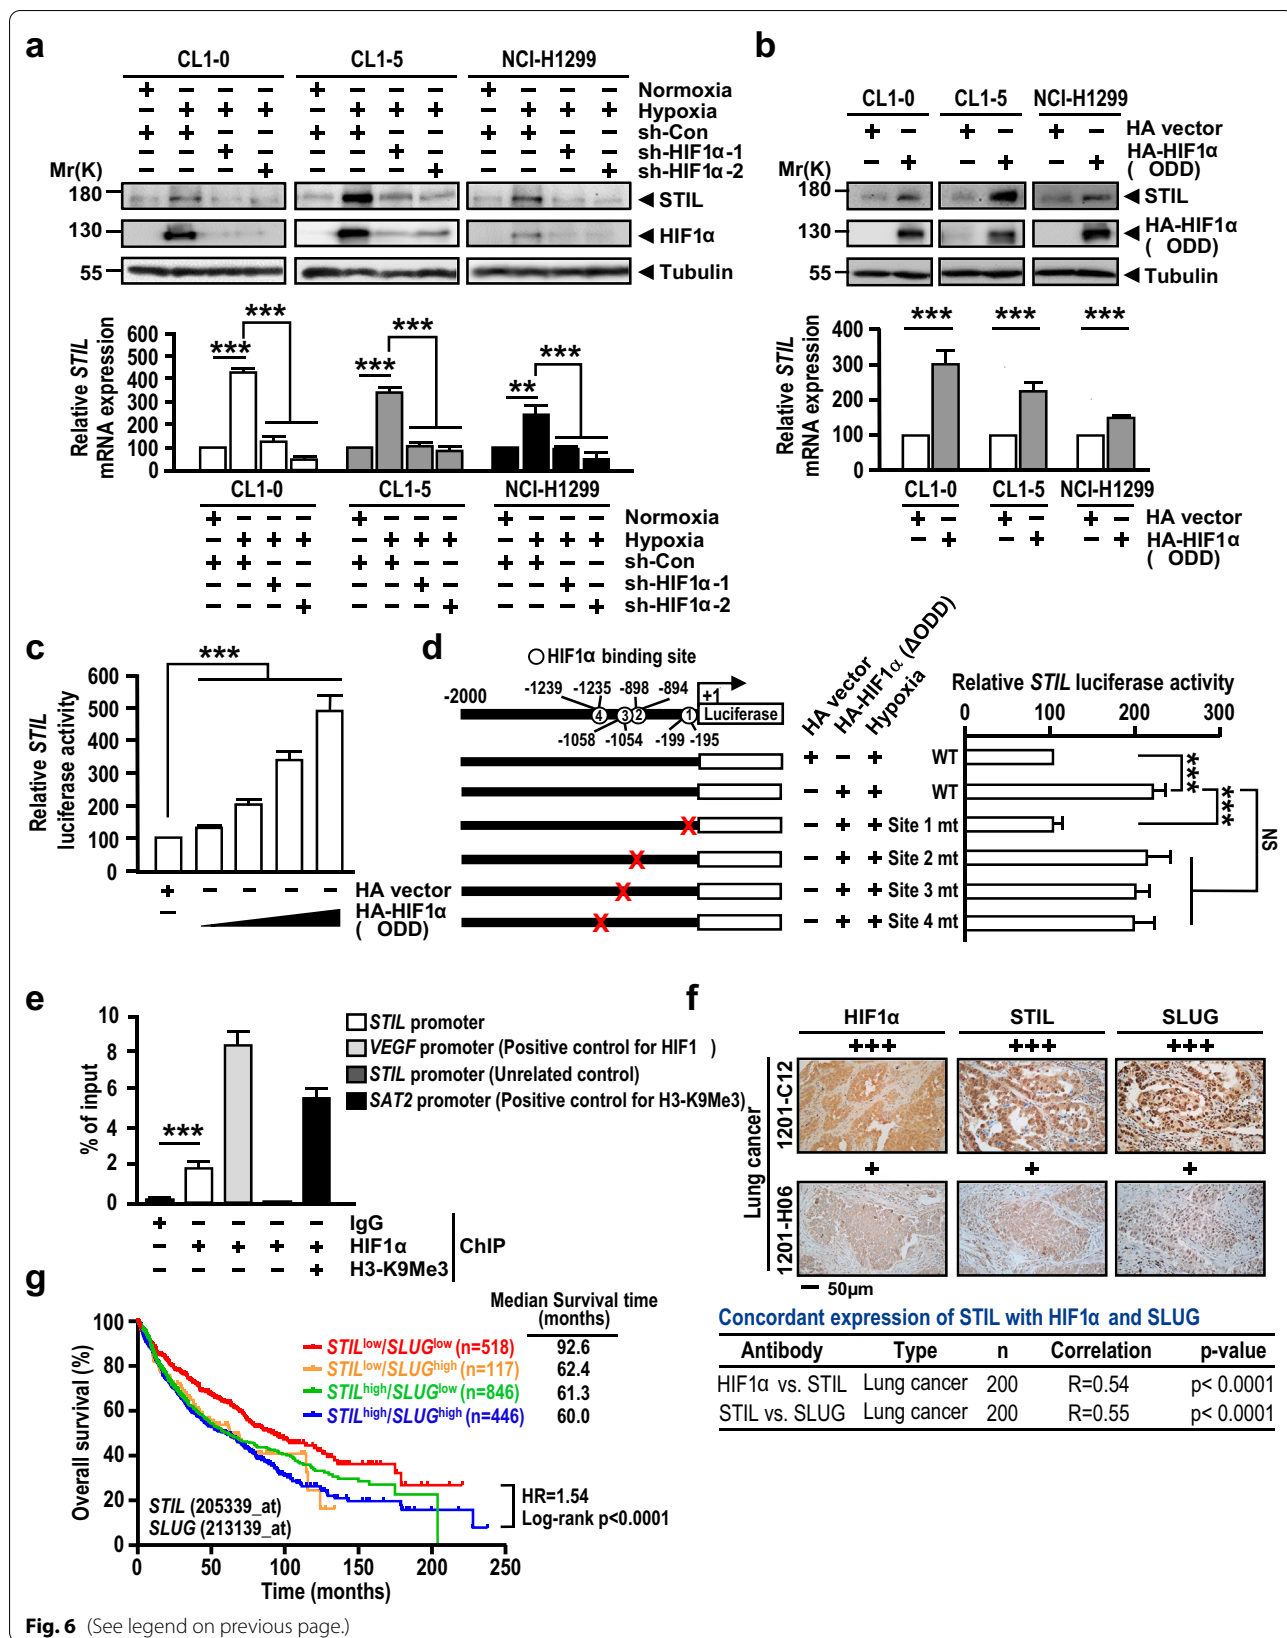 a
CL1-0 CL1-5 NCI-H1299
+ − − − + − − − + − − − Normoxia
− + + + − + + + − + + + Hypoxia
+ + − − + + − − + + − − sh-Con
− − + − − − + − − − + − sh-HIF1α-1
− − − + − − − + − − − + sh-HIF1α-2
Mr(K)
180 STIL
130 HIF1α
55 Tubulin
Relative STIL
mRNA expression
600
500
400
300
200
100
0
*** *** *** *** ** ***
CL1-0 CL1-5 NCI-H1299
+ − − − + − − − + − − − Normoxia
− + + + − + + + − + + + Hypoxia
+ + − − + + − − + + − − sh-Con
− − + − − − + − − − + − sh-HIF1α-1
− − − + − − − + − − − + sh-HIF1α-2
b
CL1-0 CL1-5 NCI-H1299
+ − + − + − HA vector
− + − + − + HA-HIF1α
( ODD)
Mr(K)
180 STIL
130 HA-HIF1α
( ODD)
55 Tubulin
Relative STIL
mRNA expression
400
300
200
100
0
*** *** ***
CL1-0 CL1-5 NCI-H1299
+ − + − + − HA vector
− + − + − + HA-HIF1α
( ODD)
c
Relative STIL
luciferase activity
600
500
400
300
200
100
0
***
+ − − − − HA vector
− HA-HIF1α
( ODD)
d
HIF1α binding site
-2000 -1239 -1235 -898 -894 +1
4 3 2 1 Luciferase
-1058 -1054 -199 -195
HA vector
HA-HIF1α (ΔODD)
Hypoxia
Relative STIL luciferase activity
0 100 200 300
+ − + WT
− + + WT
− + + Site 1 mt
− + + Site 2 mt
− + + Site 3 mt
− + + Site 4 mt
X
X
X
X
***
***
NS
e
% of input
10
8
6
4
2
0
***
STIL promoter
VEGF promoter (Positive control for HIF1 )
STIL promoter (Unrelated control)
SAT2 promoter (Positive control for H3-K9Me3)
+ − − − − IgG
− + + + + HIF1α
− − − − + H3-K9Me3
ChIP
f
HIF1α STIL SLUG
+++ +++ +++
Lung cancer
1201-C12
+ + +
1201-H06
50µm
Concordant expression of STIL with HIF1α and SLUG
Antibody Type n Correlation p-value
HIF1α vs. STIL Lung cancer 200 R=0.54 p< 0.0001
STIL vs. SLUG Lung cancer 200 R=0.55 p< 0.0001
g
Median Survival time
(months)
STILlow/SLUGlow (n=518) 92.6
STILlow/SLUGhigh (n=117) 62.4
STILhigh/SLUGlow (n=846) 61.3
STILhigh/SLUGhigh (n=446) 60.0
Overall survival (%)
100
80
60
40
20
0
STIL (205339_at)
SLUG (213139_at)
HR=1.54
Log-rank p<0.0001
0 50 100 150 200 250
Time (months)
Fig. 6 (See legend on previous page.)